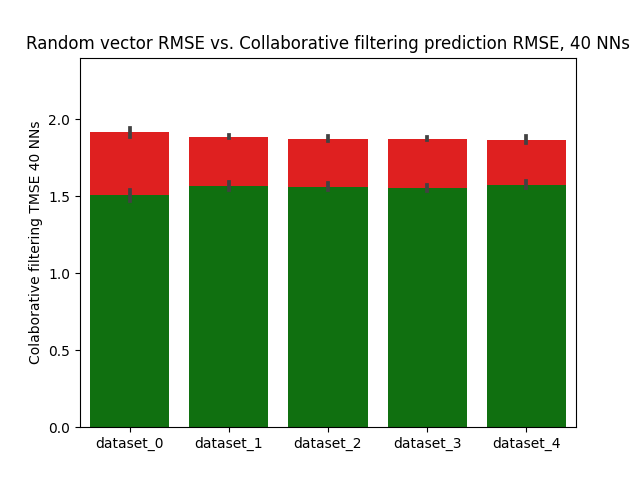 Random vector RMSE vs. Collaborative filtering prediction RMSE, 40 NNs
Colaborative filtering TMSE 40 NNs
2.0
1.5
1.0
0.5
0.0
dataset_0 dataset_1 dataset_2 dataset_3 dataset_4